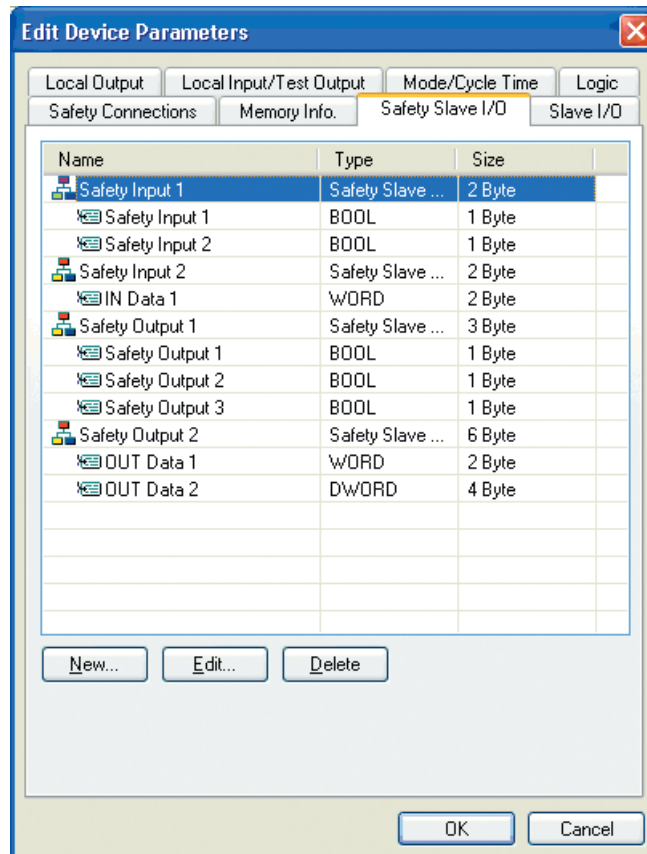 Edit Device Parameters
Local Output Local Input/Test Output Mode/Cycle Time Logic
Safety Connections Memory Info. Safety Slave I/O Slave I/O
Name Type Size
Safety Input 1 Safety Slave ... 2 Byte
Safety Input 1 BOOL 1 Byte
Safety Input 2 BOOL 1 Byte
Safety Input 2 Safety Slave ... 2 Byte
IN Data 1 WORD 2 Byte
Safety Output 1 Safety Slave ... 3 Byte
Safety Output 1 BOOL 1 Byte
Safety Output 2 BOOL 1 Byte
Safety Output 3 BOOL 1 Byte
Safety Output 2 Safety Slave ... 6 Byte
OUT Data 1 WORD 2 Byte
OUT Data 2 DWORD 4 Byte
New... Edit... Delete
OK Cancel